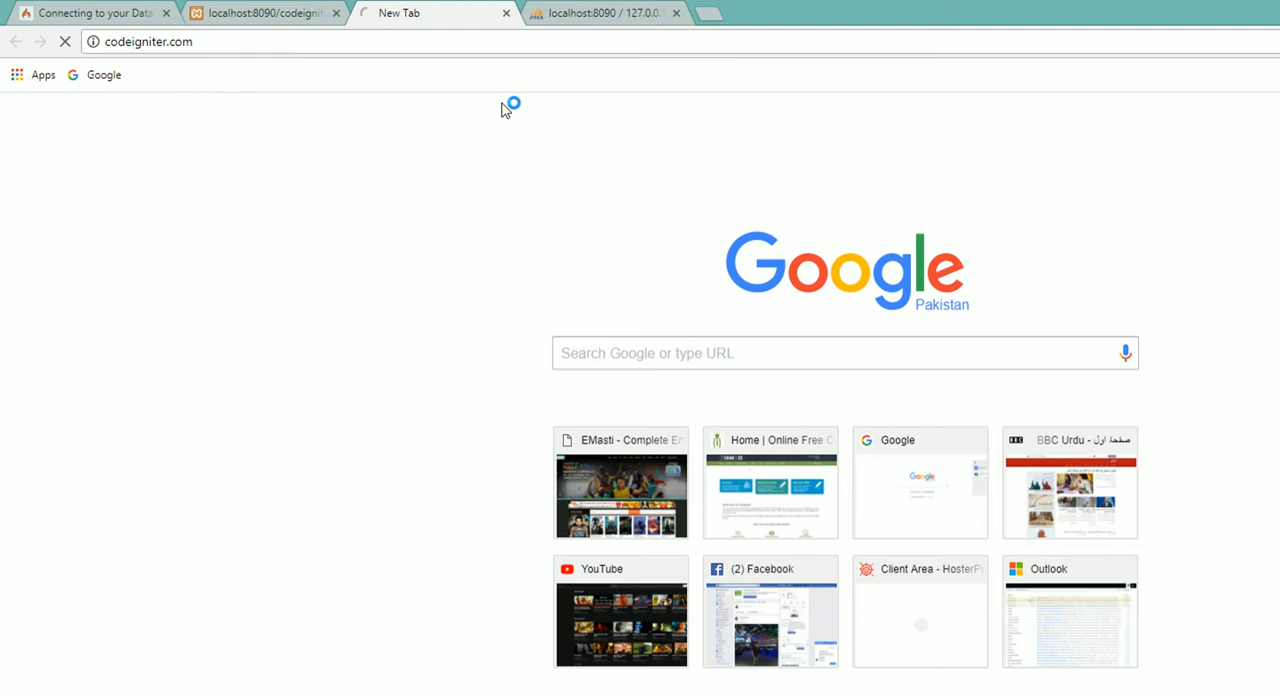 Connecting to your Data
localhost:8090/codeignit
New Tab
localhost:8090 / 127.0.0.1
codeigniter.com
Apps
Google
Google
Pakistan
Search Google or type URL
EMasti - Complete En
Home | Online Free C
Google
BBC Urdu - صفحۂ اول
YouTube
(2) Facebook
Client Area - HosterPk
Outlook